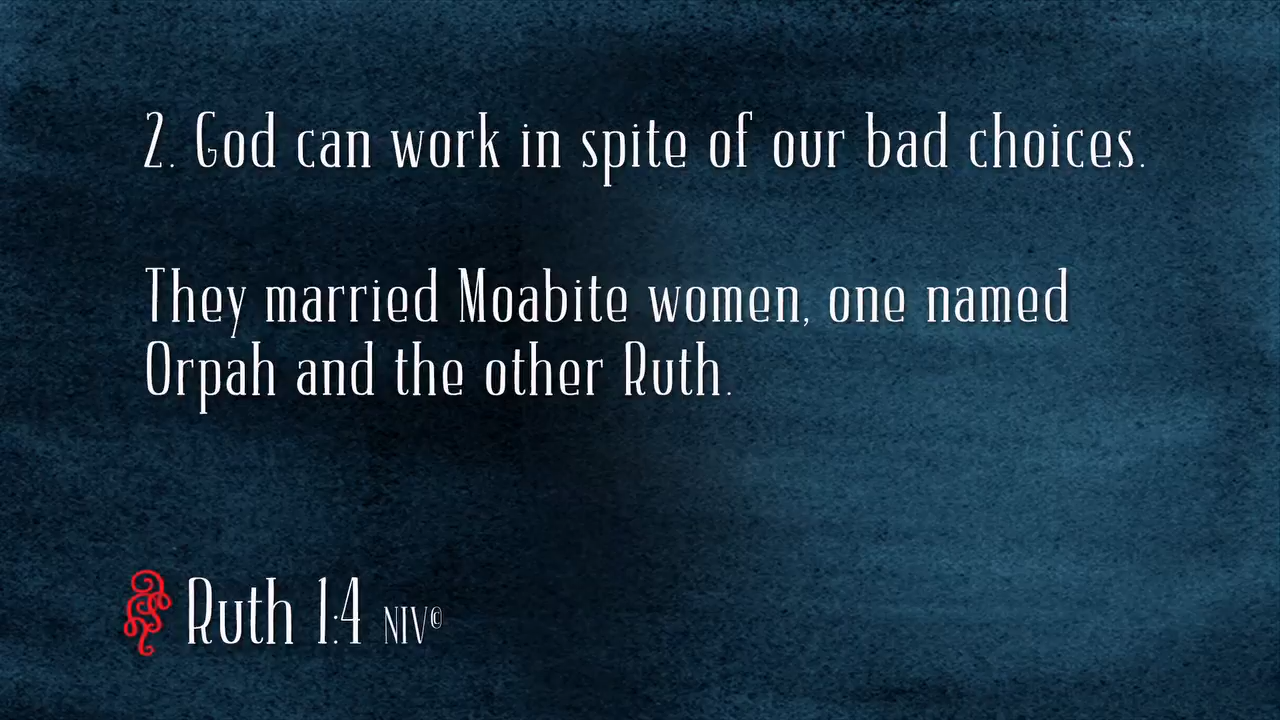 2. God can work in spite of our bad choices.
They married Moabite women, one named
Orpah and the other Ruth.
Ruth 1:4 NIV©